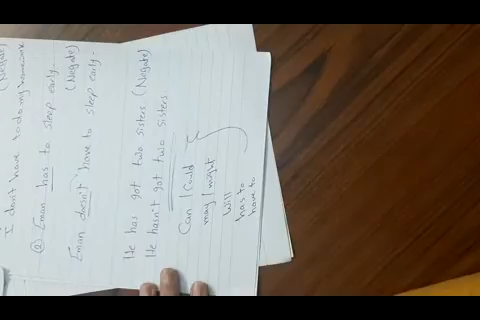 (Negate)
I don't have to do my homework
② Eman has to sleep early.
(Negate)
Eman doesn't have to sleep early.
He has got two sisters (Negate)
He hasn't got two sisters
Can / Could
may / might
will
has to
have to